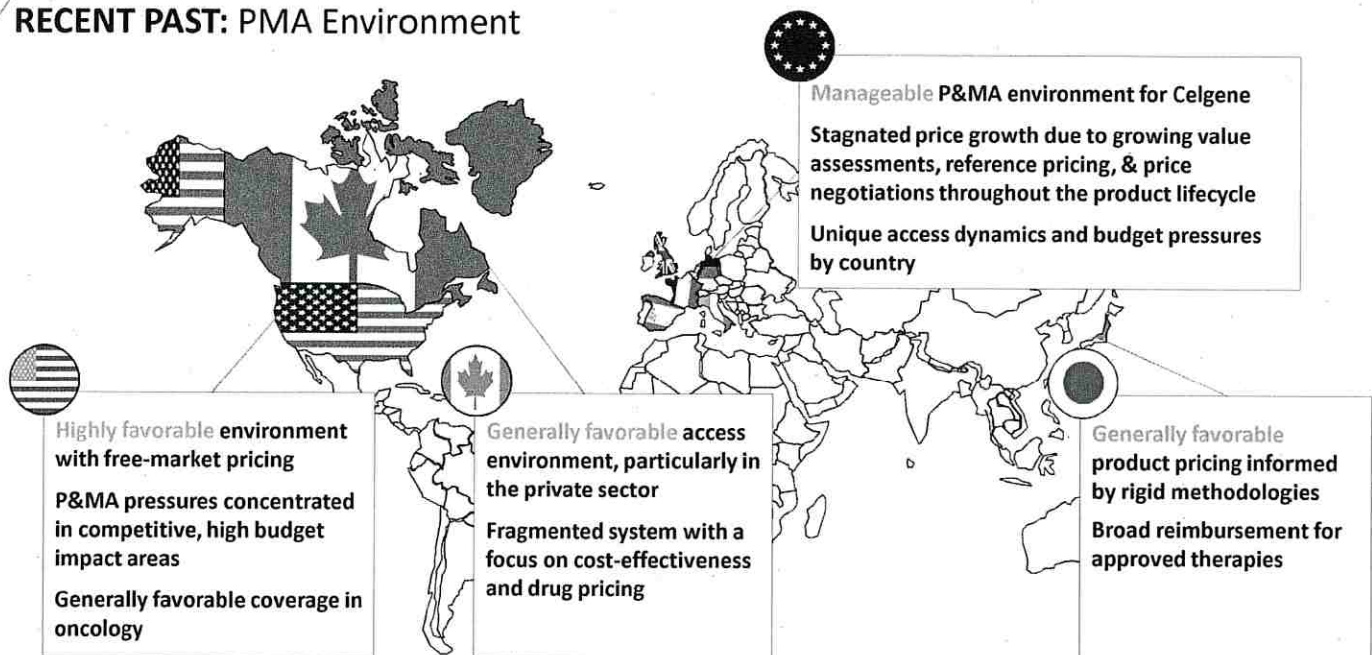 RECENT PAST: PMA Environment
Manageable P&MA environment for Celgene
Stagnated price growth due to growing value
assessments, reference pricing, & price
negotiations throughout the product lifecycle
Unique access dynamics and budget pressures
by country
Highly favorable environment
with free-market pricing
P&MA pressures concentrated
in competitive, high budget
impact areas
Generally favorable coverage in
oncology
Generally favorable access
environment, particularly in
the private sector
Fragmented system with a
focus on cost-effectiveness
and drug pricing
Generally favorable
product pricing informed
by rigid methodologies
Broad reimbursement for
approved therapies